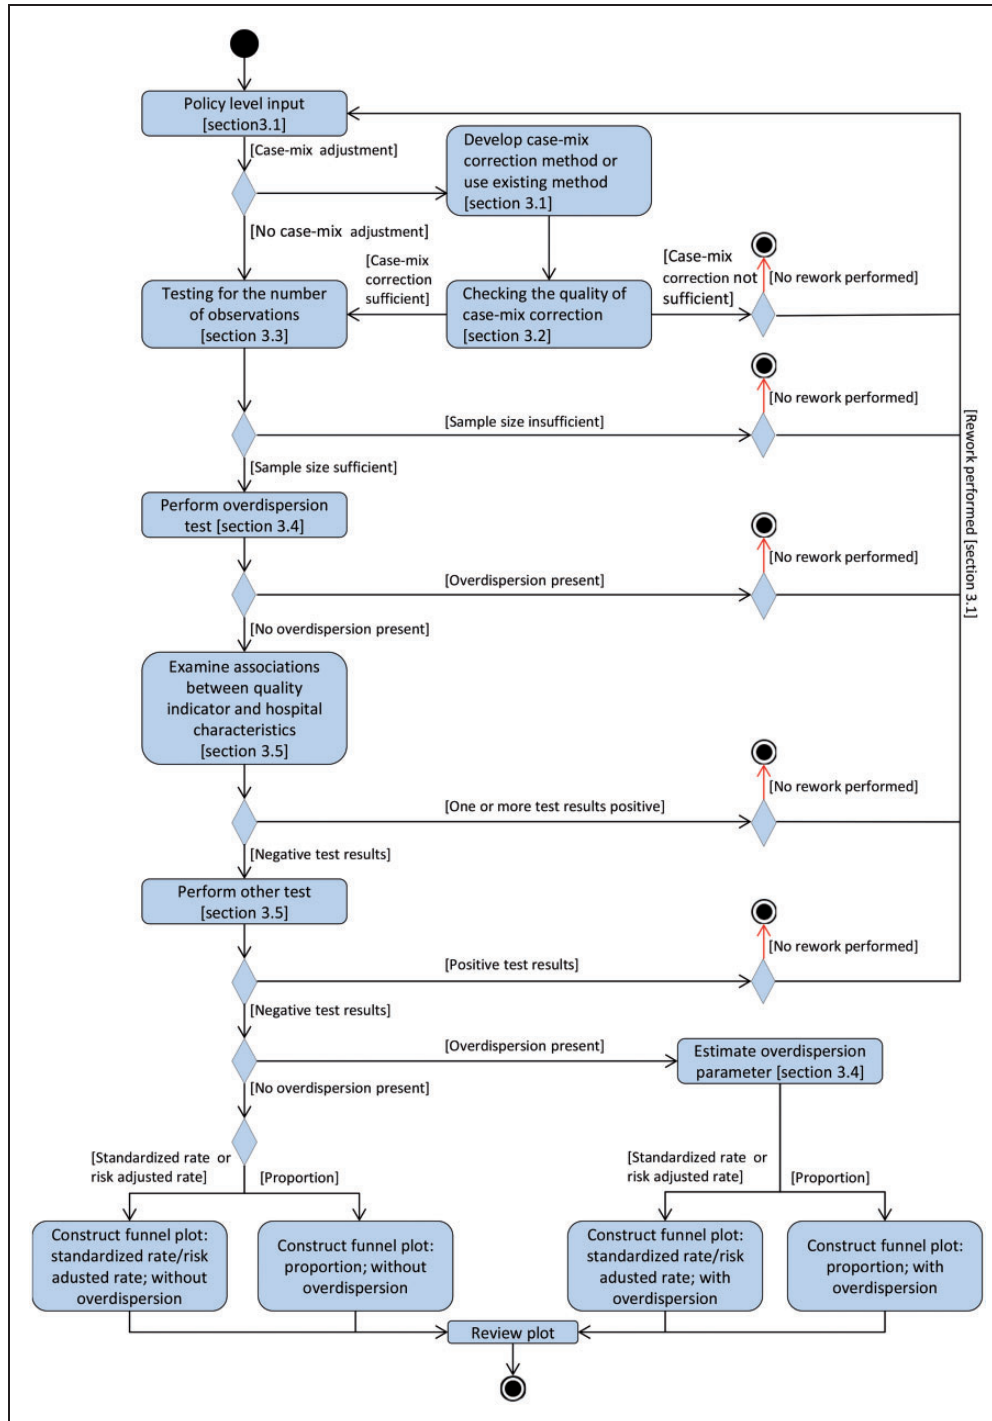 Policy level input
[section3.1]
[Case-mix adjustment]
Develop case-mix
correction method or
use existing method
[section 3.1]
[No case-mix adjustment]
[Case-mix
correction
sufficient]
[Case-mix
correction not
sufficient]
[No rework performed]
Testing for the number
of observations
[section 3.3]
Checking the quality of
case-mix correction
[section 3.2]
[No rework performed]
[Sample size insufficient]
[Rework performed [section 3.1]
[Sample size sufficient]
Perform overdispersion
test [section 3.4]
[No rework performed]
[Overdispersion present]
[No overdispersion present]
Examine associations
between quality
indicator and hospital
characteristics
[section 3.5]
[No rework performed]
[One or more test results positive]
[Negative test results]
Perform other test
[section 3.5]
[No rework performed]
[Positive test results]
[Negative test results]
[Overdispersion present]
Estimate overdispersion
parameter [section 3.4]
[No overdispersion present]
[Standardized rate or
risk adjusted rate]
[Proportion]
[Standardized rate or
risk adjusted rate]
[Proportion]
Construct funnel plot:
standardized rate/risk
adusted rate; without
overdispersion
Construct funnel plot:
proportion; without
overdispersion
Construct funnel plot:
standardized rate/risk
adusted rate; with
overdispersion
Construct funnel plot:
proportion; with
overdispersion
Review plot